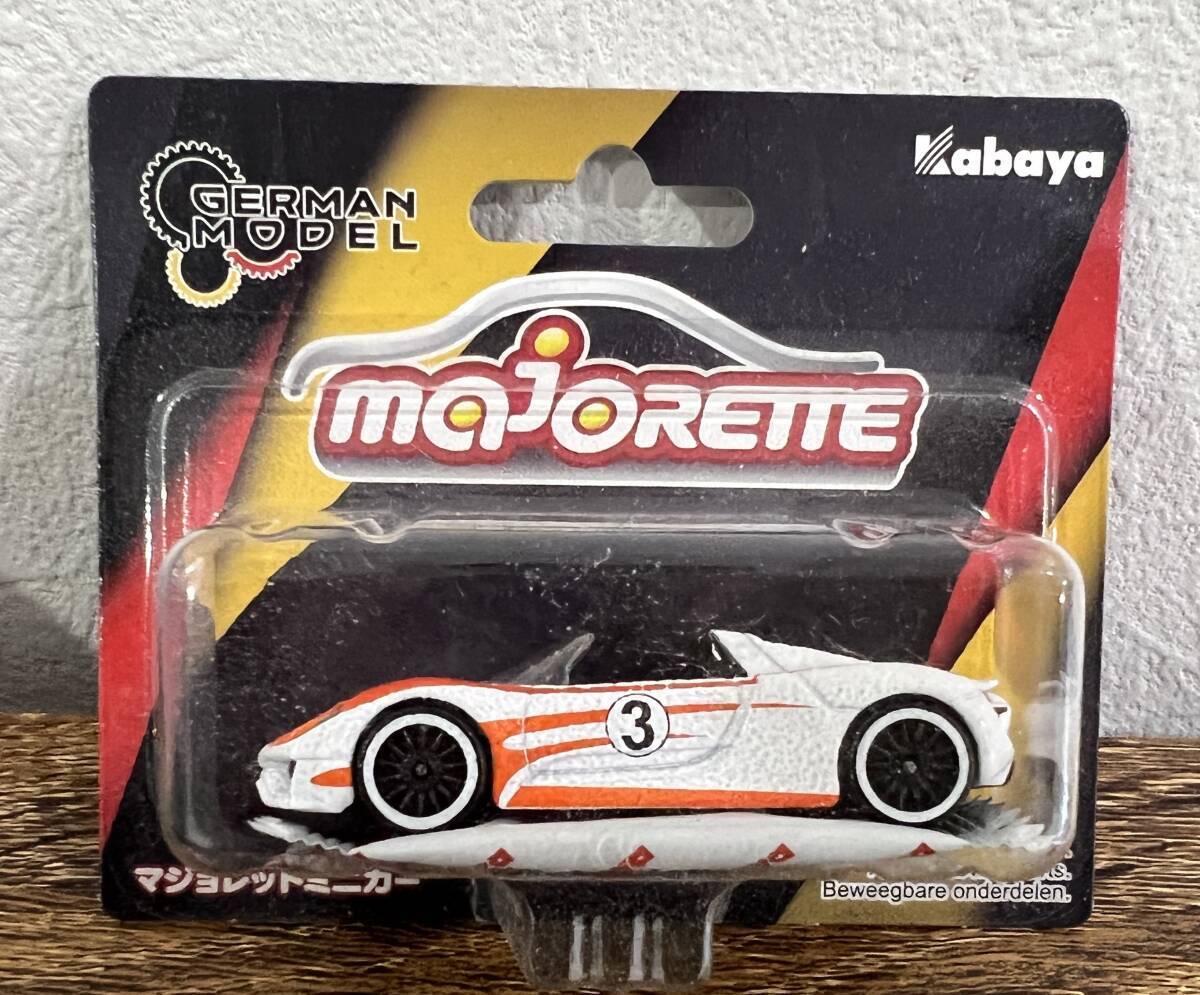 GERMAN
MODEL
Kabaya
majORETTE
3
マジョレットミニカー
Beweegbare onderdelen.